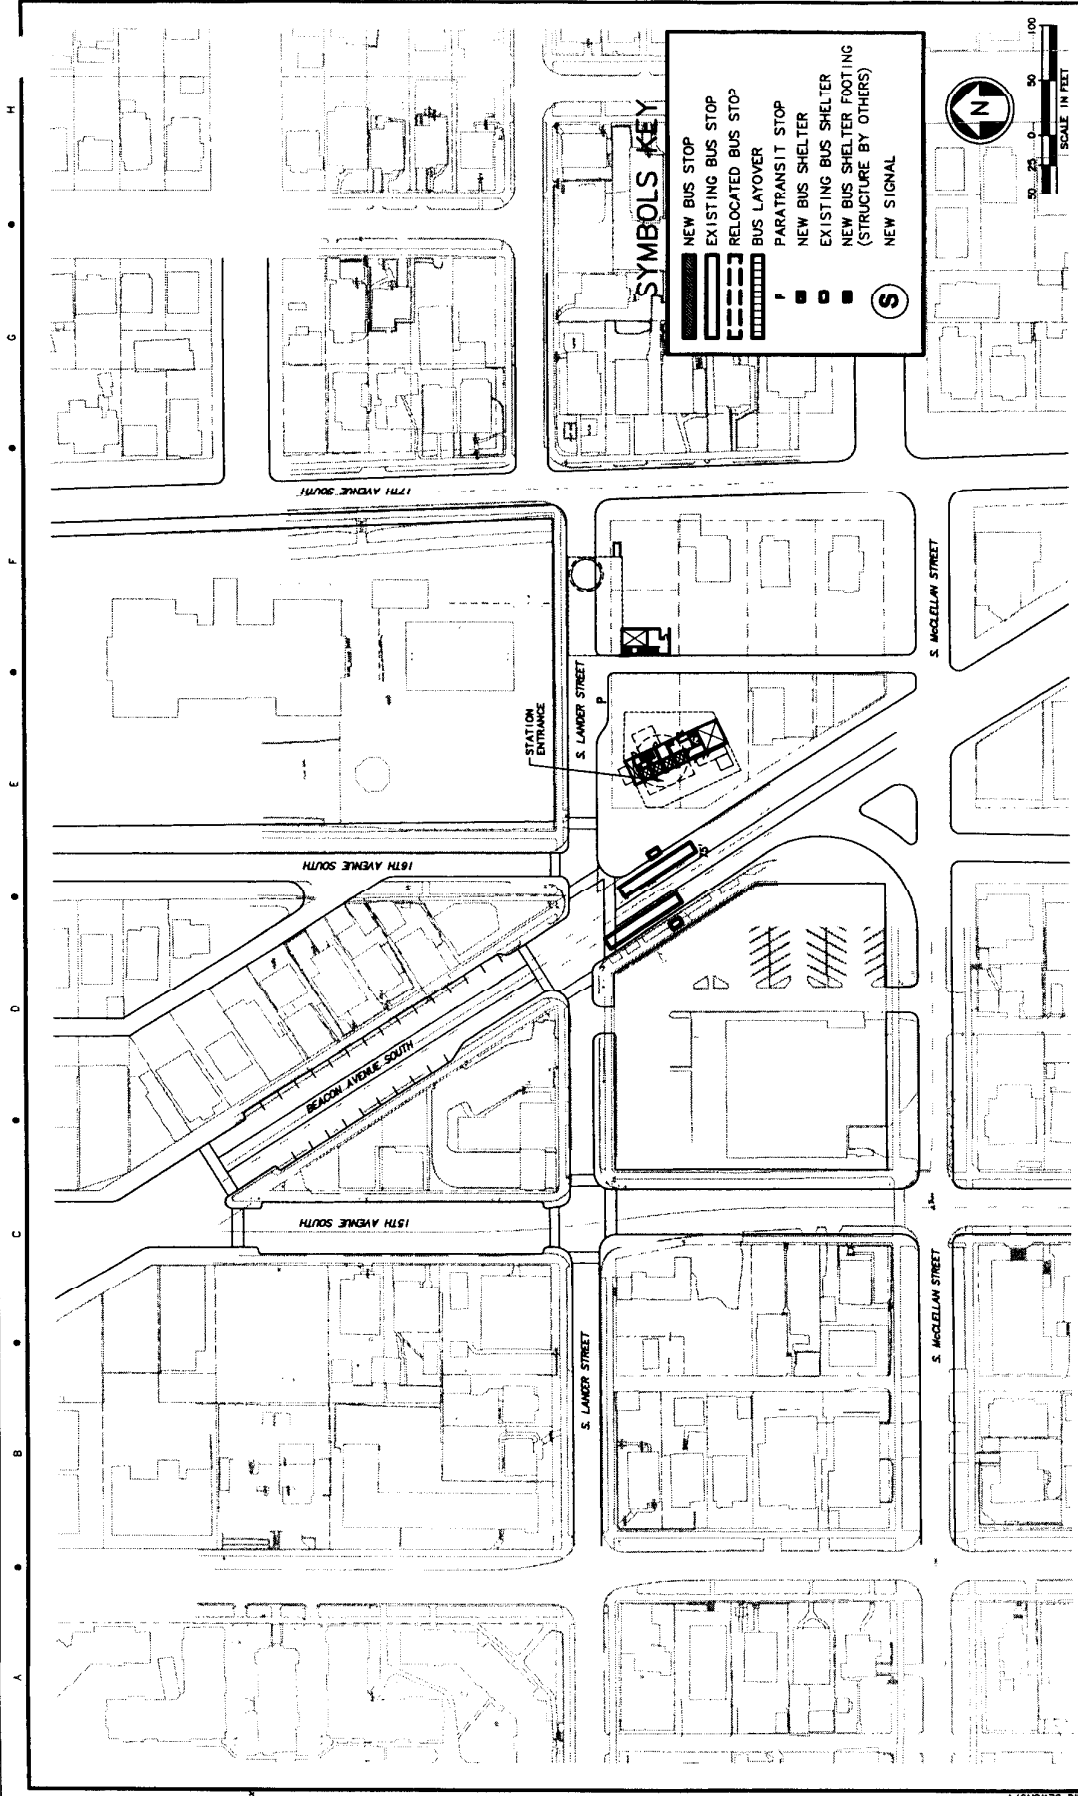 H
G
F
E
D
C
B
A
SYMBOLS KEY
NEW BUS STOP
EXISTING BUS STOP
RELOCATED BUS STOP
BUS LAYOVER
P PARATRANSIT STOP
NEW BUS SHELTER
EXISTING BUS SHELTER
NEW BUS SHELTER FOOTING
(STRUCTURE BY OTHERS)
S NEW SIGNAL
N
50 25 0 50 100
SCALE IN FEET
17TH AVENUE SOUTH
S. McCLELLAN STREET
STATION
ENTRANCE
S. LANDER STREET
P
16TH AVENUE SOUTH
75'
BEACON AVENUE SOUTH
15TH AVENUE SOUTH
S. LANDER STREET
S. McCLELLAN STREET